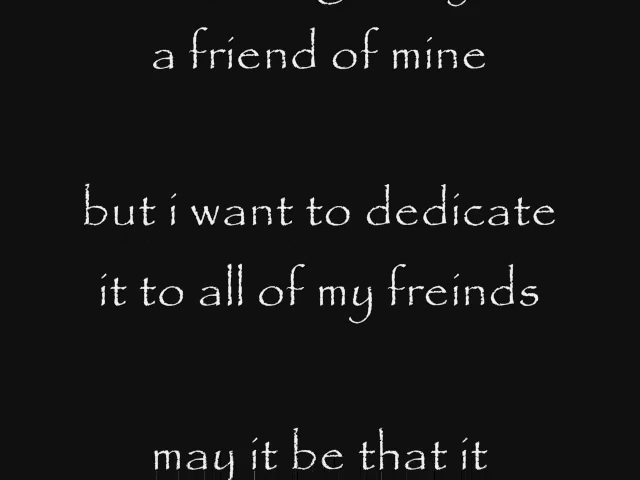 a friend of mine
but i want to dedicate
it to all of my freinds
may it be that it